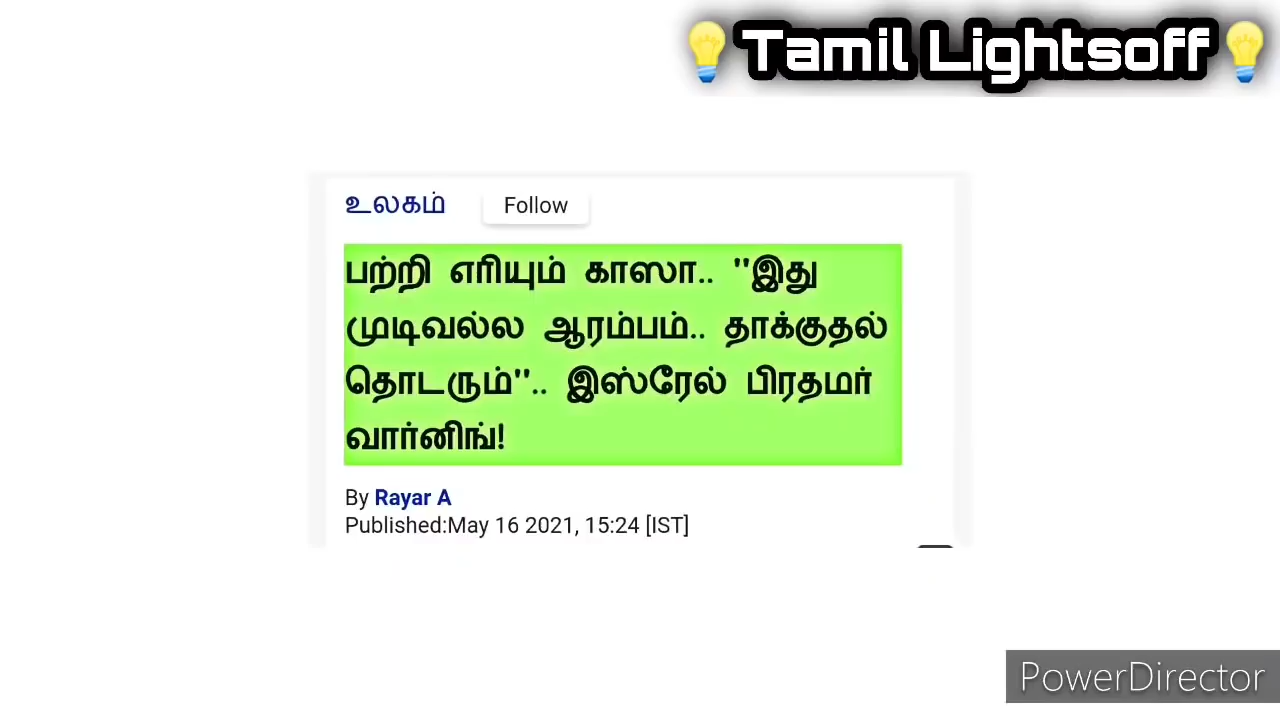 Tamil Lightsoff
உலகம் Follow
பற்றி எரியும் காஸா.. "இது
முடிவல்ல ஆரம்பம்.. தாக்குதல்
தொடரும்".. இஸ்ரேல் பிரதமர்
வார்னிங்!
By Rayar A
Published:May 16 2021, 15:24 [IST]
PowerDirector